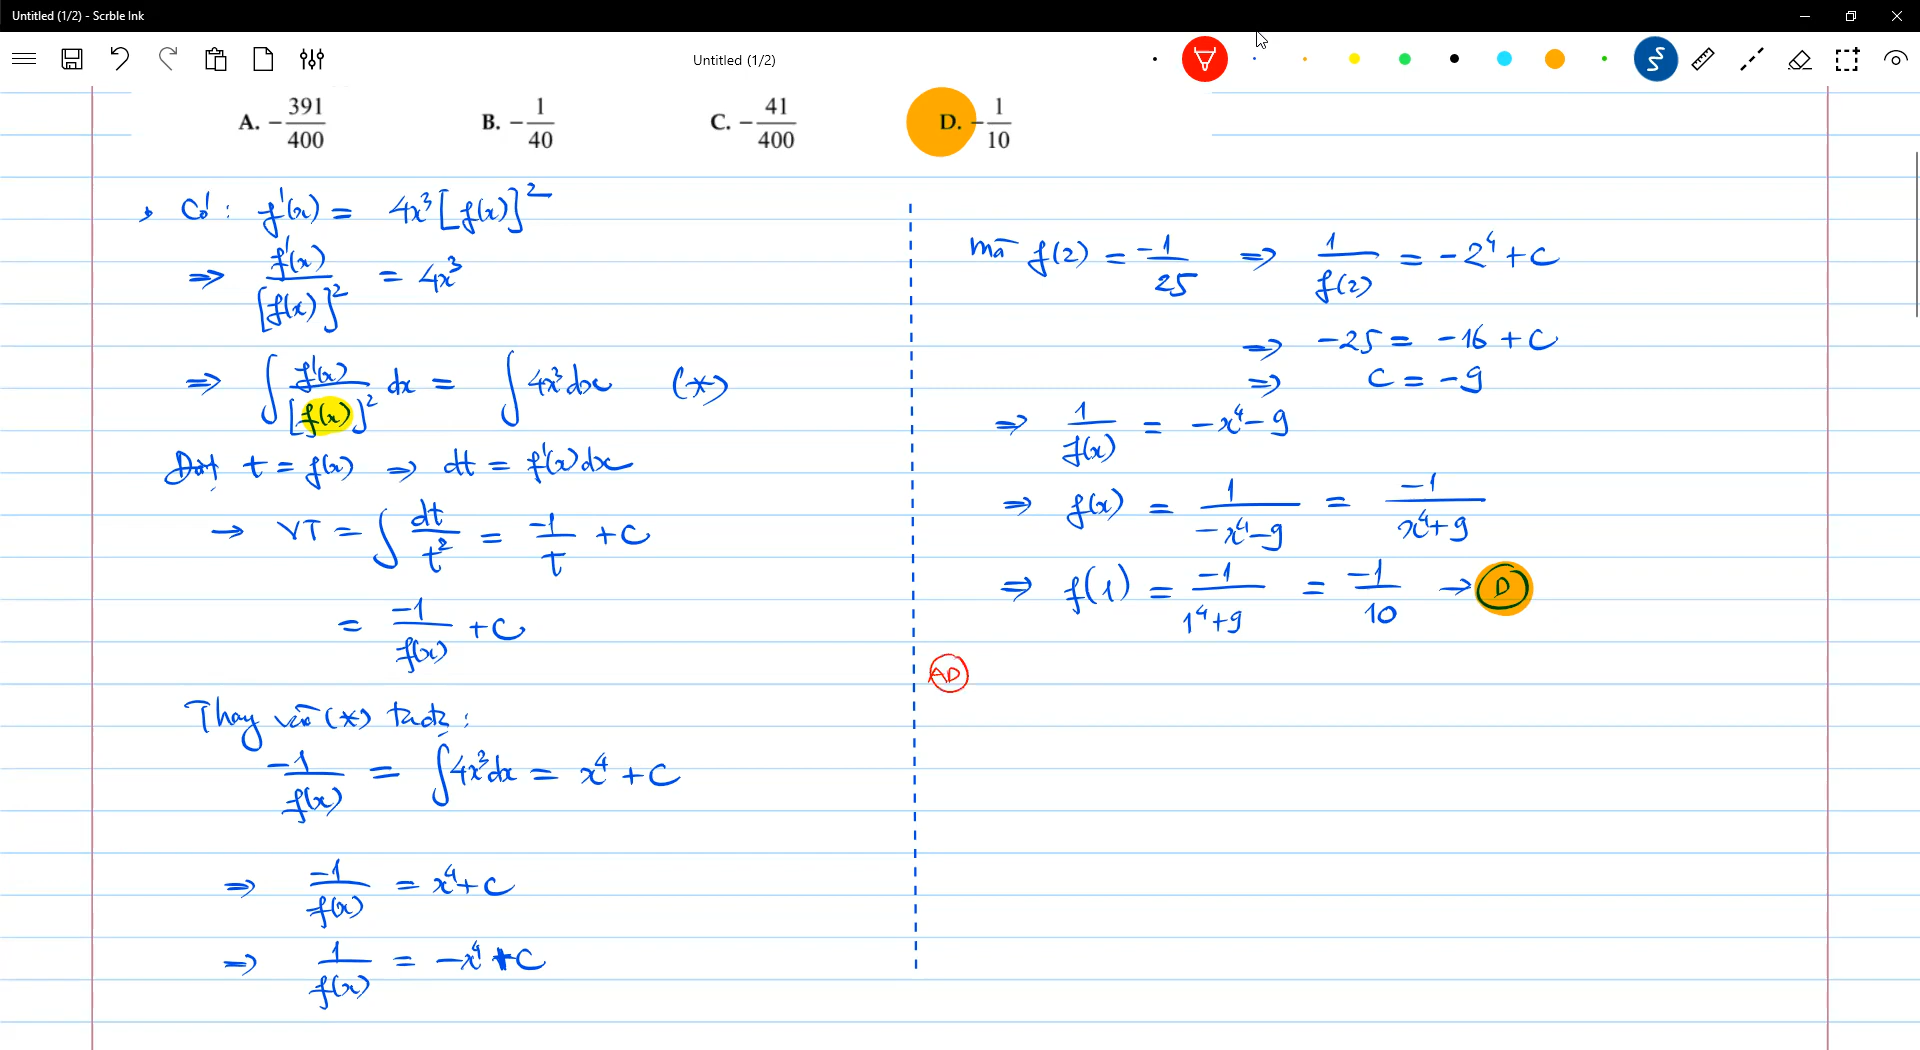 Untitled (1/2) - Scrble Ink
Untitled (1/2)
A. -391/400 B. -1/40 C. -41/400 D. -1/10
Có: f'(x) = 4x³[f(x)]²
⇒ f'(x)/[f(x)]² = 4x³
⇒ ∫ f'(x)/[f(x)]² dx = ∫ 4x³dx (*)
Đặt t = f(x) ⇒ dt = f'(x)dx
→ VT = ∫ dt/t² = -1/t + C
= -1/f(x) + C
Thay vào (*) ta đc:
-1/f(x) = ∫4x³dx = x⁴ + C
⇒ -1/f(x) = x⁴ + C
⇒ 1/f(x) = -x⁴ + C
mà f(2) = -1/25 ⇒ 1/f(2) = -2⁴ + C
⇒ -25 = -16 + C
⇒ C = -9
⇒ 1/f(x) = -x⁴ - 9
⇒ f(x) = 1/(-x⁴-9) = -1/(x⁴+9)
⇒ f(1) = -1/(1⁴+9) = -1/10 → D
AD